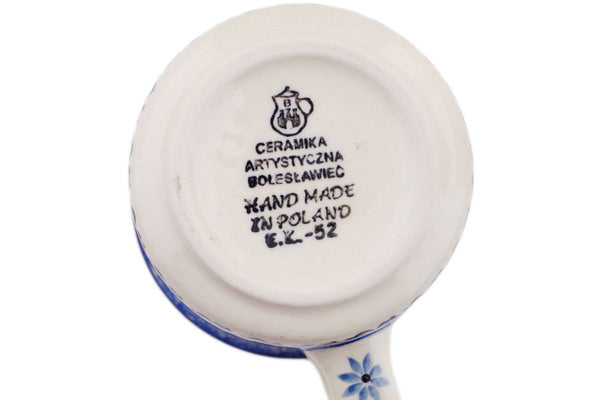 B
CERAMIKA
ARTYSTYCZNA
BOLESŁAWIEC
HAND MADE
IN POLAND
E.K.-52